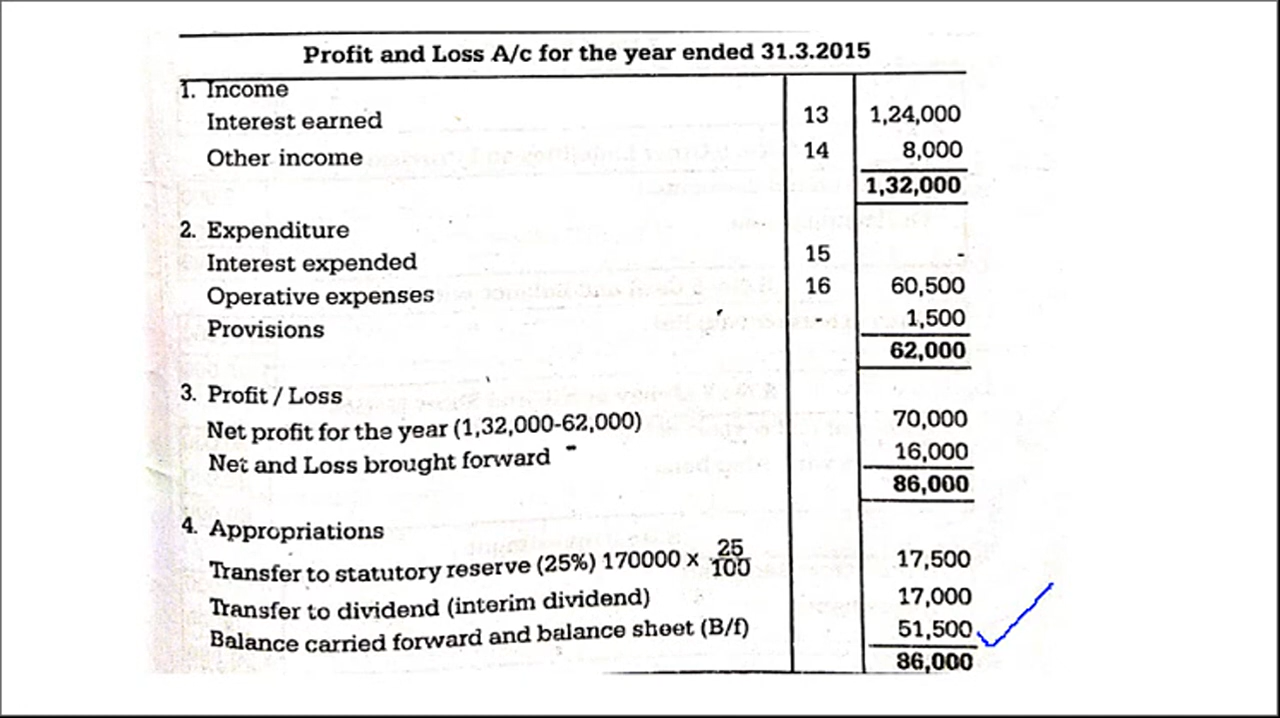 Profit and Loss A/c for the year ended 31.3.2015
1. Income
Interest earned 13 1,24,000
Other income 14 8,000
1,32,000
2. Expenditure
Interest expended 15 -
Operative expenses 16 60,500
Provisions - 1,500
62,000
3. Profit / Loss
Net profit for the year (1,32,000-62,000) 70,000
Net and Loss brought forward 16,000
86,000
4. Appropriations
Transfer to statutory reserve (25%) 170000 x 25/100 17,500
Transfer to dividend (interim dividend) 17,000
Balance carried forward and balance sheet (B/f) 51,500
86,000